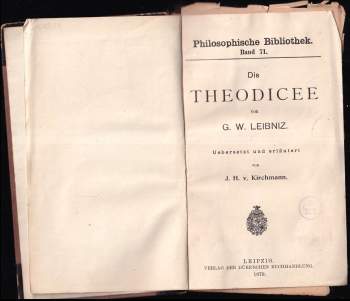 Philosophische Bibliothek.
Band 71.
Die
THEODICEE
von
G. W. LEIBNIZ.
Uebersetzt und erläutert
von
J. H. v. Kirchmann.
LEIPZIG.
VERLAG DER DÜRR'SCHEN BUCHHANDLUNG.
1879.